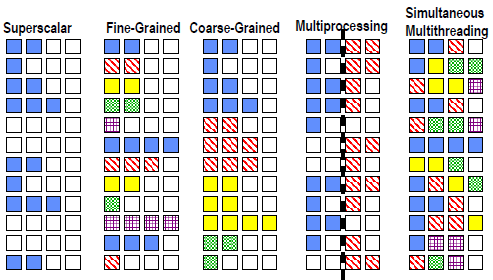 Superscalar
Fine-Grained
Coarse-Grained
Multiprocessing
Simultaneous
Multithreading